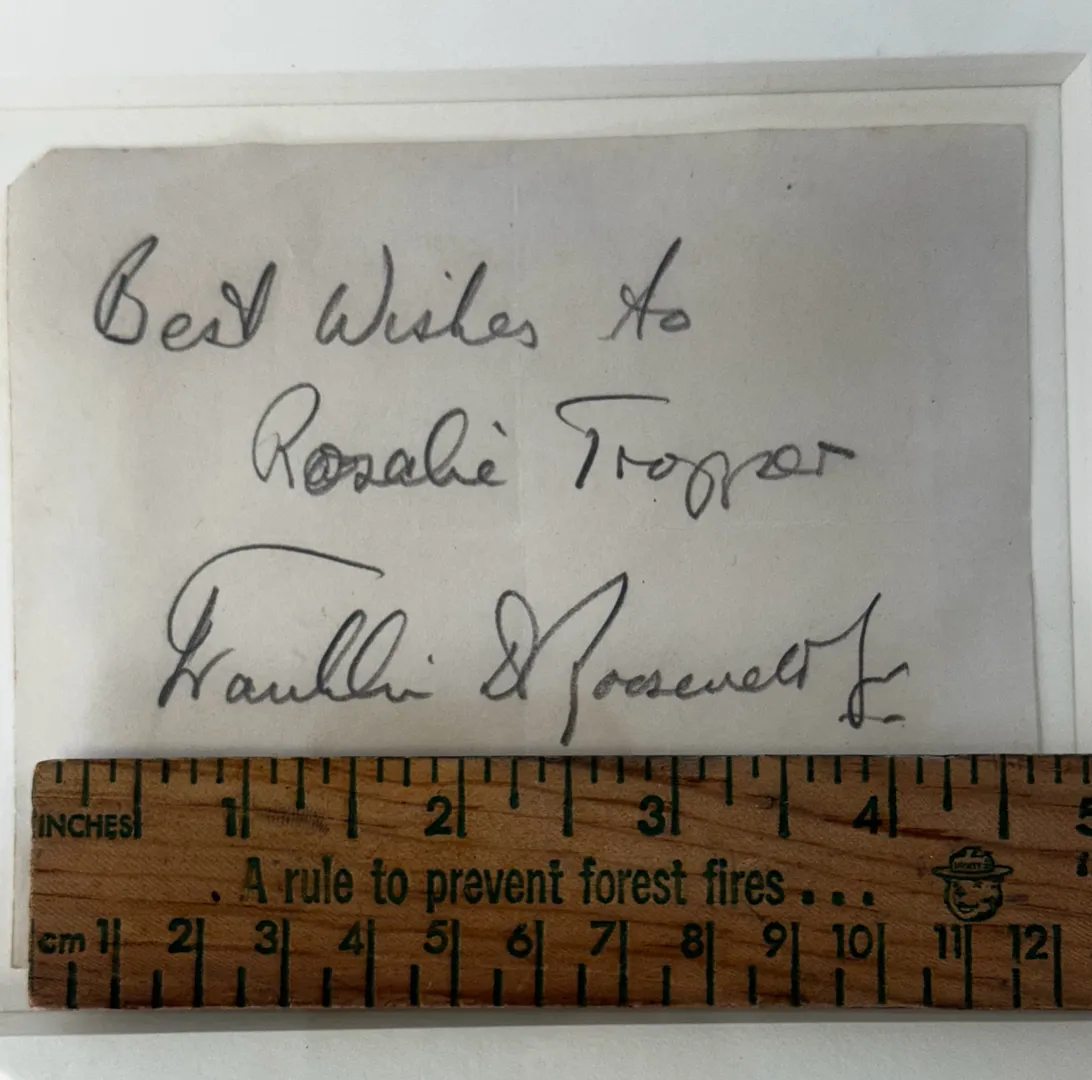 Best Wishes to
Rosalie Tropper
Franklin D Roosevelt Jr
INCHES 1 2 3 4 5
A rule to prevent forest fires...
cm 1 2 3 4 5 6 7 8 9 10 11 12